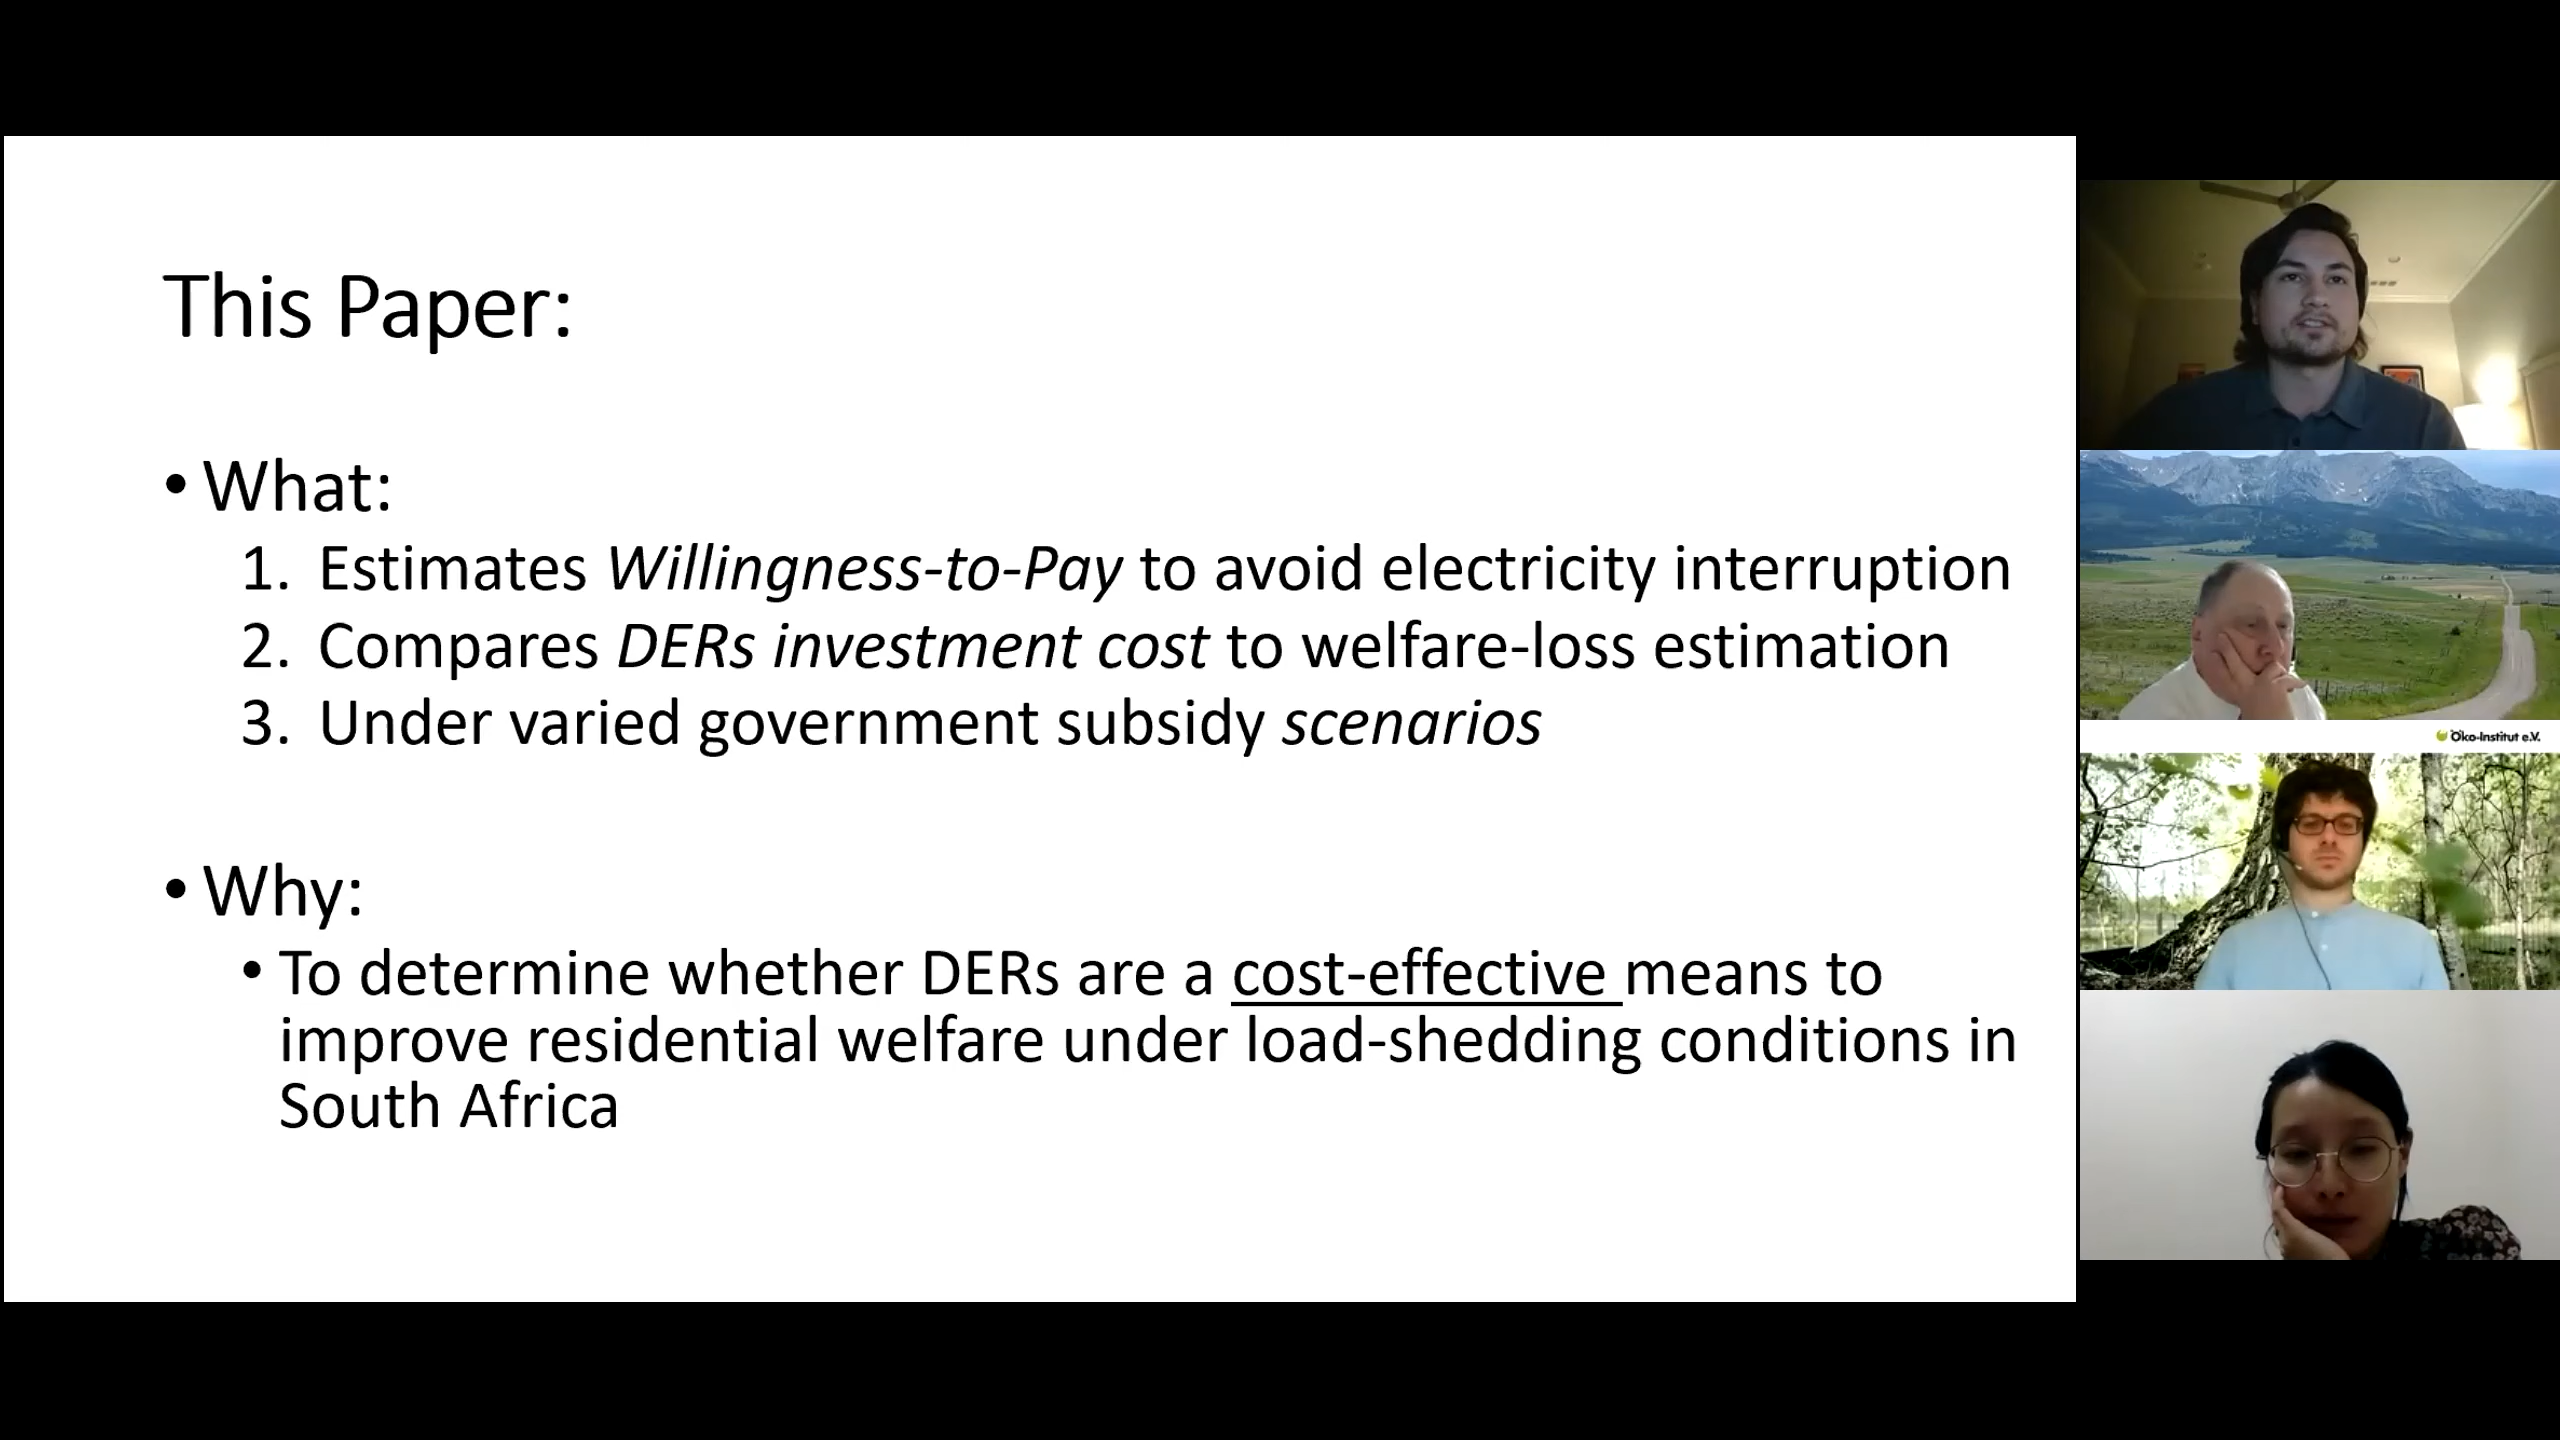 This Paper:
• What:
1. Estimates Willingness-to-Pay to avoid electricity interruption
2. Compares DERs investment cost to welfare-loss estimation
3. Under varied government subsidy scenarios
• Why:
• To determine whether DERs are a cost-effective means to
improve residential welfare under load-shedding conditions in
South Africa
Öko-Institut e.V.